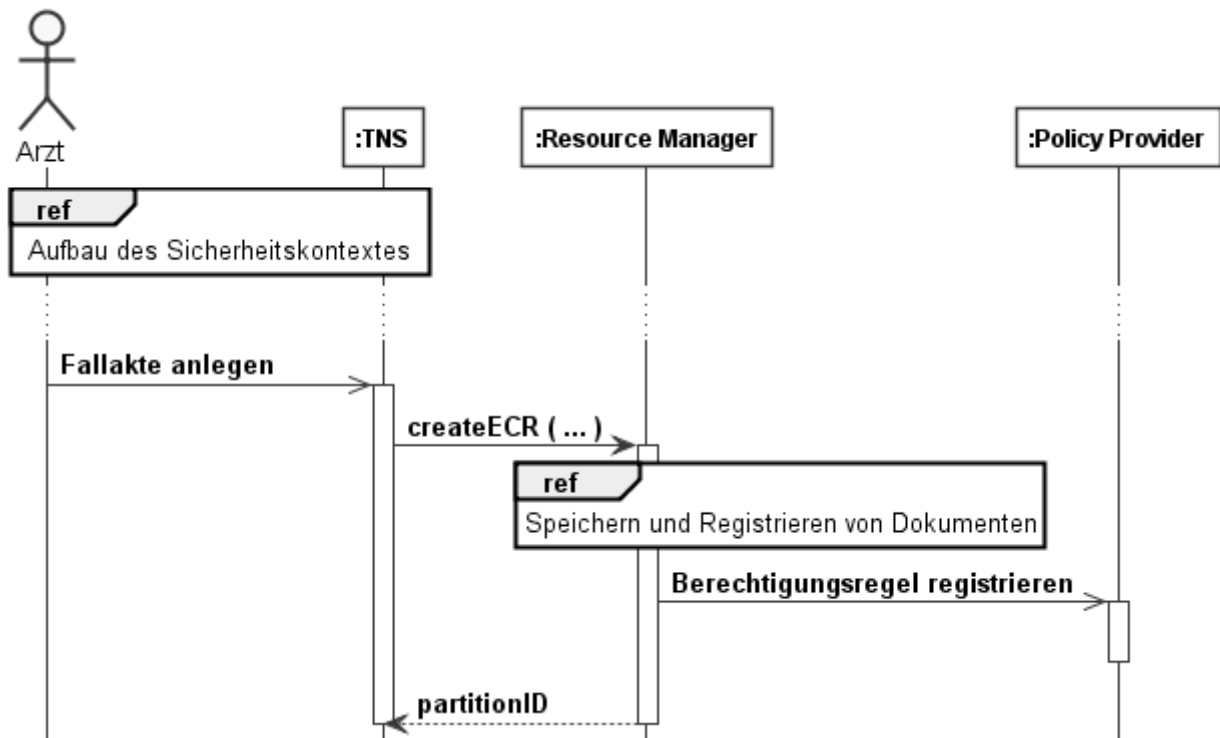 Arzt
:TNS
:Resource Manager
:Policy Provider
ref
Aufbau des Sicherheitskontextes
Fallakte anlegen
createECR ( ... )
ref
Speichern und Registrieren von Dokumenten
Berechtigungsregel registrieren
partitionID